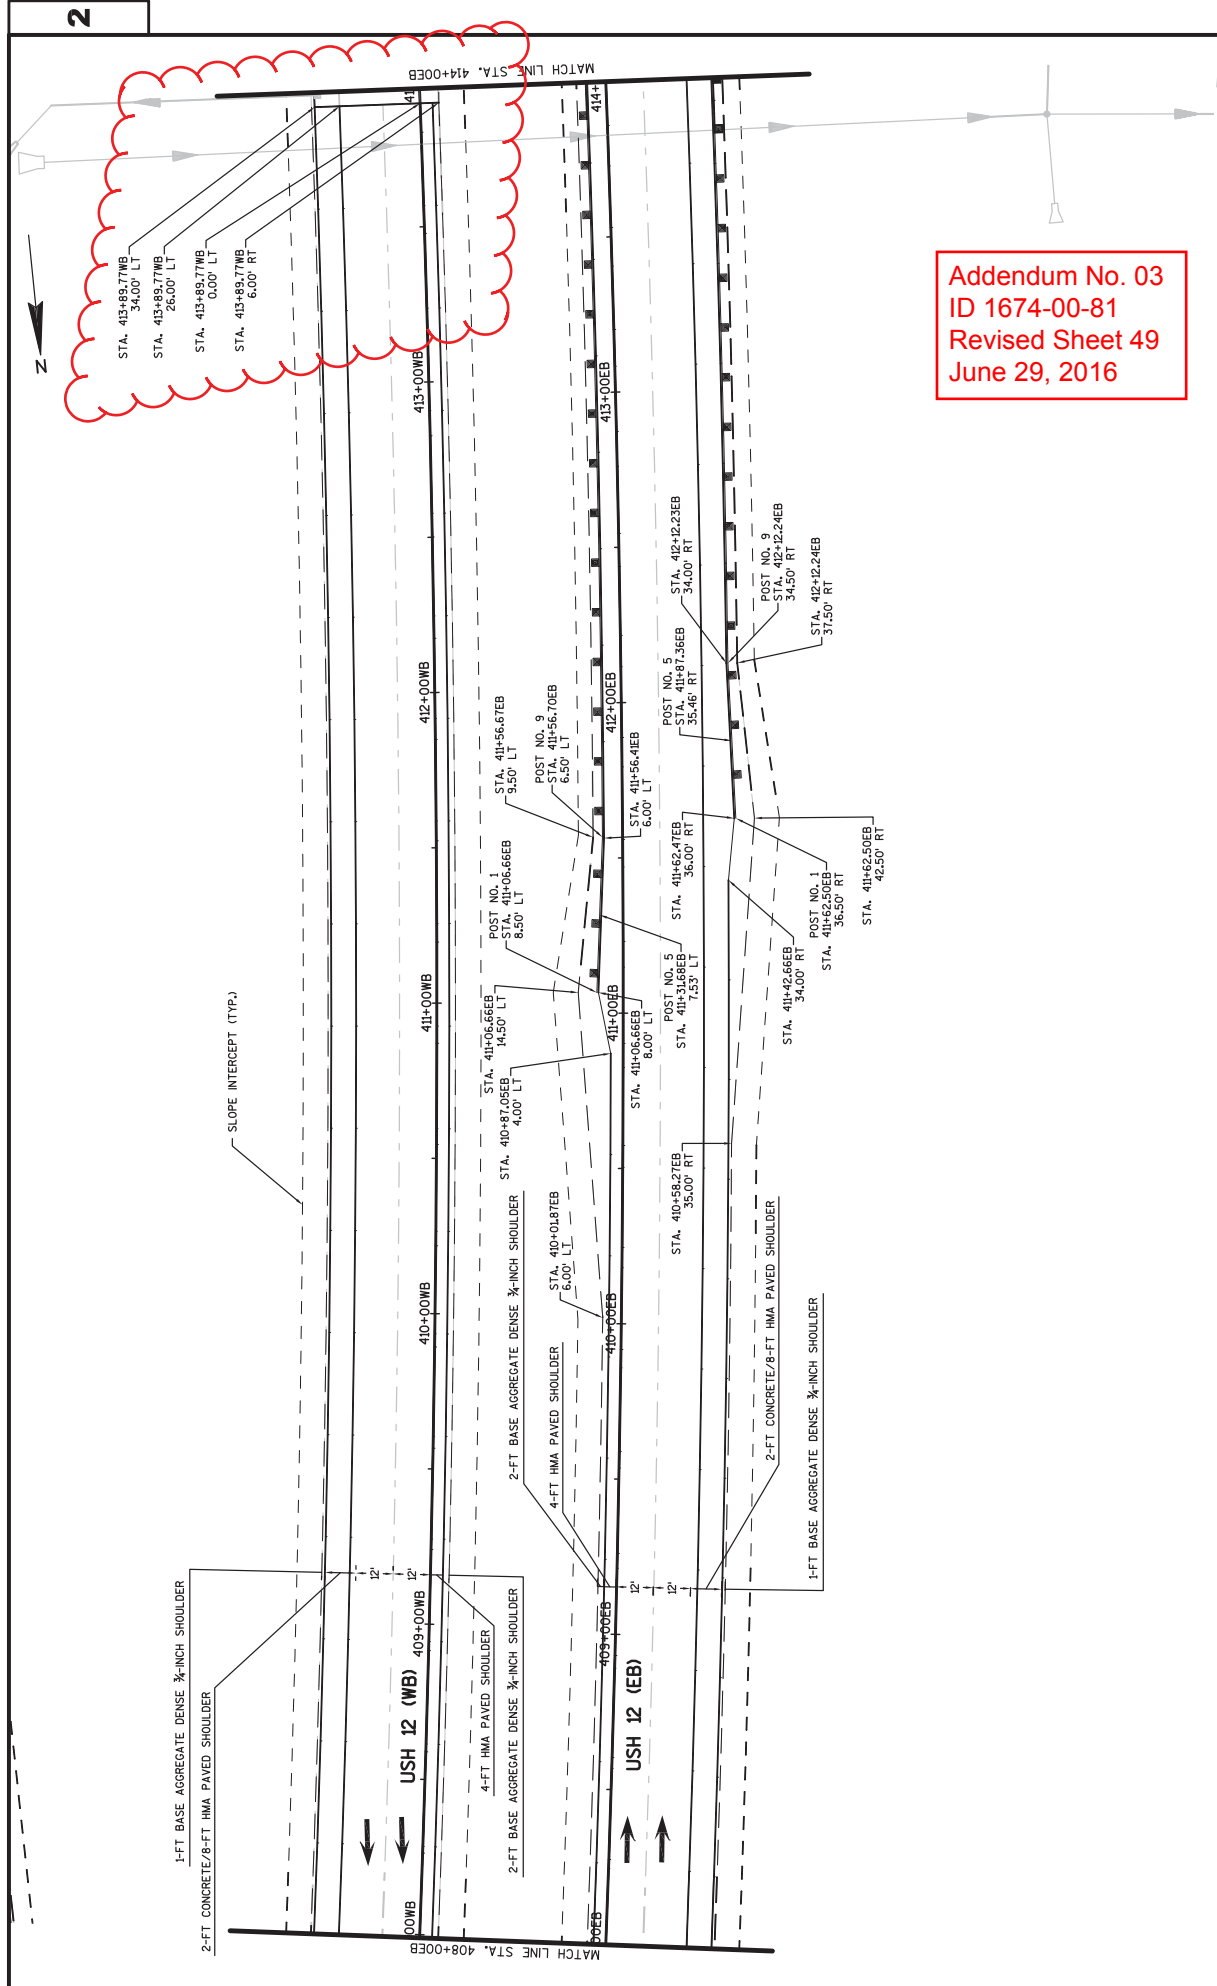 2
MATCH LINE STA. 414+00EB
Addendum No. 03
ID 1674-00-81
Revised Sheet 49
June 29, 2016
N
STA. 413+89.77WB
34.00' LT
STA. 413+89.77WB
26.00' LT
STA. 413+89.77WB
0.00' LT
STA. 413+89.77WB
6.00' RT
41
414+
413+00WB
413+00EB
412+00WB
412+00EB
411+00WB
411+00EB
410+00WB
410+00EB
409+00WB
409+00EB
00WB
00EB
STA. 412+12.23EB
34.00' RT
POST NO. 9
STA. 412+12.24EB
34.50' RT
STA. 412+12.24EB
37.50' RT
POST NO. 5
STA. 411+87.36EB
35.46' RT
STA. 411+56.67EB
9.50' LT
POST NO. 9
STA. 411+56.70EB
6.50' LT
STA. 411+56.41EB
6.00' LT
POST NO. 1
STA. 411+06.66EB
8.50' LT
STA. 411+62.47EB
36.00' RT
POST NO. 1
STA. 411+62.50EB
36.50' RT
STA. 411+62.50EB
42.50' RT
POST NO. 5
STA. 411+31.68EB
7.53' LT
STA. 411+42.66EB
34.00' RT
STA. 411+06.66EB
14.50' LT
STA. 410+87.05EB
4.00' LT
STA. 411+06.66EB
8.00' LT
SLOPE INTERCEPT (TYP.)
STA. 410+01.87EB
6.00' LT
STA. 410+58.27EB
35.00' RT
2-FT BASE AGGREGATE DENSE ¾-INCH SHOULDER
4-FT HMA PAVED SHOULDER
2-FT CONCRETE/8-FT HMA PAVED SHOULDER
1-FT BASE AGGREGATE DENSE ¾-INCH SHOULDER
1-FT BASE AGGREGATE DENSE ¾-INCH SHOULDER
2-FT CONCRETE/8-FT HMA PAVED SHOULDER
12'
12'
12'
12'
4-FT HMA PAVED SHOULDER
2-FT BASE AGGREGATE DENSE ¾-INCH SHOULDER
USH 12 (WB)
USH 12 (EB)
MATCH LINE STA. 408+00EB